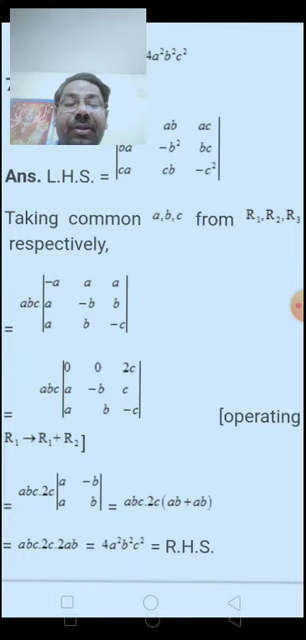 4a²b²c²
ab ac
ba −b² bc
Ans. L.H.S. = ca cb −c²
Taking common a,b,c from R₁,R₂,R₃
respectively,
−a a a
abc a −b b
= a b −c
0 0 2c
abc a −b c
= a b −c [operating
R₁ →R₁+R₂]
abc.2c a −b
= a b = abc.2c(ab+ab)
= abc.2c.2ab = 4a²b²c² = R.H.S.